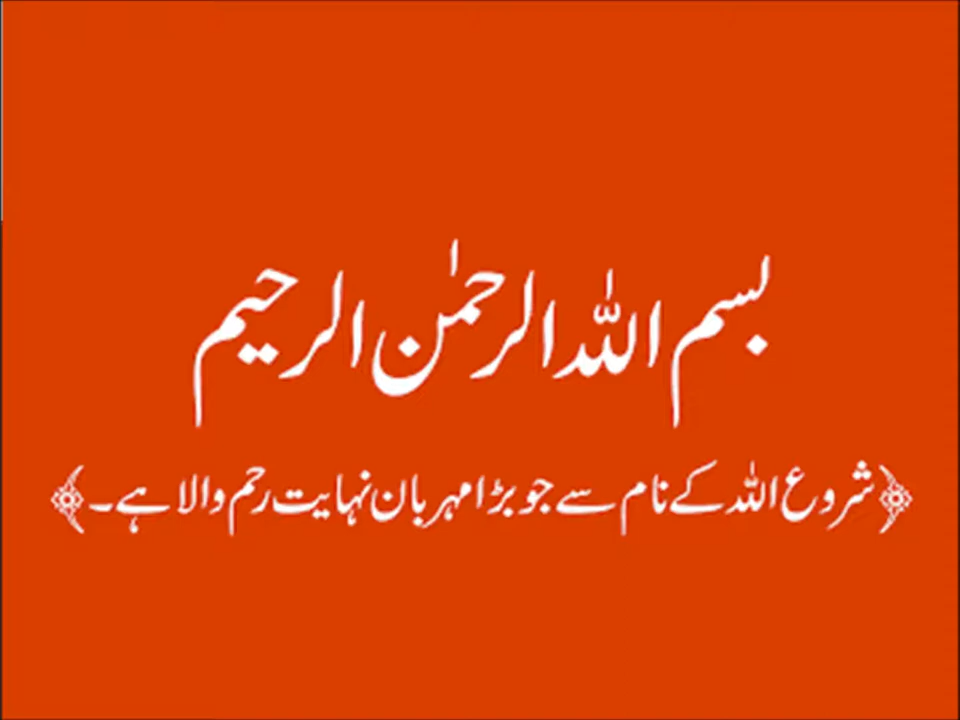 بسم اللہ الرحمٰن الرحیم
﴿شروع اللہ کے نام سے جو بڑا مہربان نہایت رحم والا ہے۔﴾